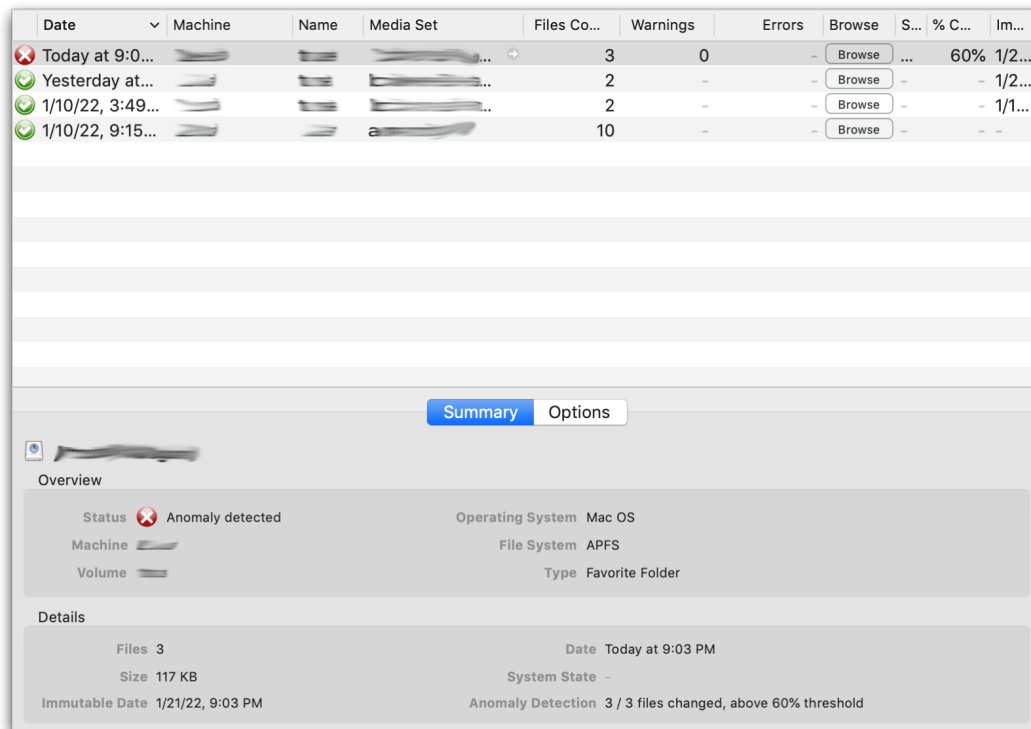 Date Machine Name Media Set Files Co... Warnings Errors Browse S... % C... Im...
Today at 9:0... ... 3 0 - Browse ... 60% 1/2...
Yesterday at... ... 2 - - Browse - - 1/2...
1/10/22, 3:49... ... 2 - - Browse - - 1/1...
1/10/22, 9:15... a 10 - - Browse - - -
Summary Options
Overview
Status Anomaly detected Operating System Mac OS
Machine File System APFS
Volume Type Favorite Folder
Details
Files 3 Date Today at 9:03 PM
Size 117 KB System State -
Immutable Date 1/21/22, 9:03 PM Anomaly Detection 3 / 3 files changed, above 60% threshold